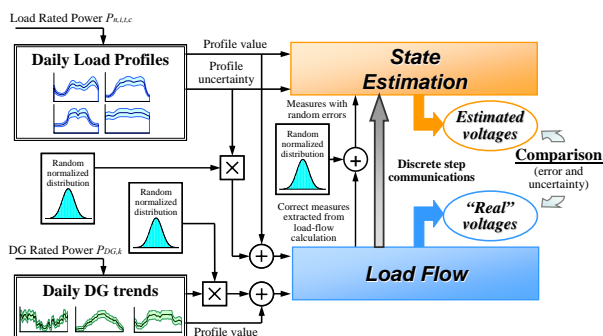 Load Rated Power Pn,i,t,c
Daily Load Profiles
Profile value
Profile
uncertainty
State
Estimation
Measures with
random errors
Estimated
voltages
Random
normalized
distribution
×
Random
normalized
distribution
Random
normalized
distribution
+
Discrete step
communications
Comparison
(error and
uncertainty)
Correct measures
extracted from
load-flow
calculation
"Real"
voltages
DG Rated Power PDG,k
+
Load Flow
Daily DG trends
×
+
Profile value